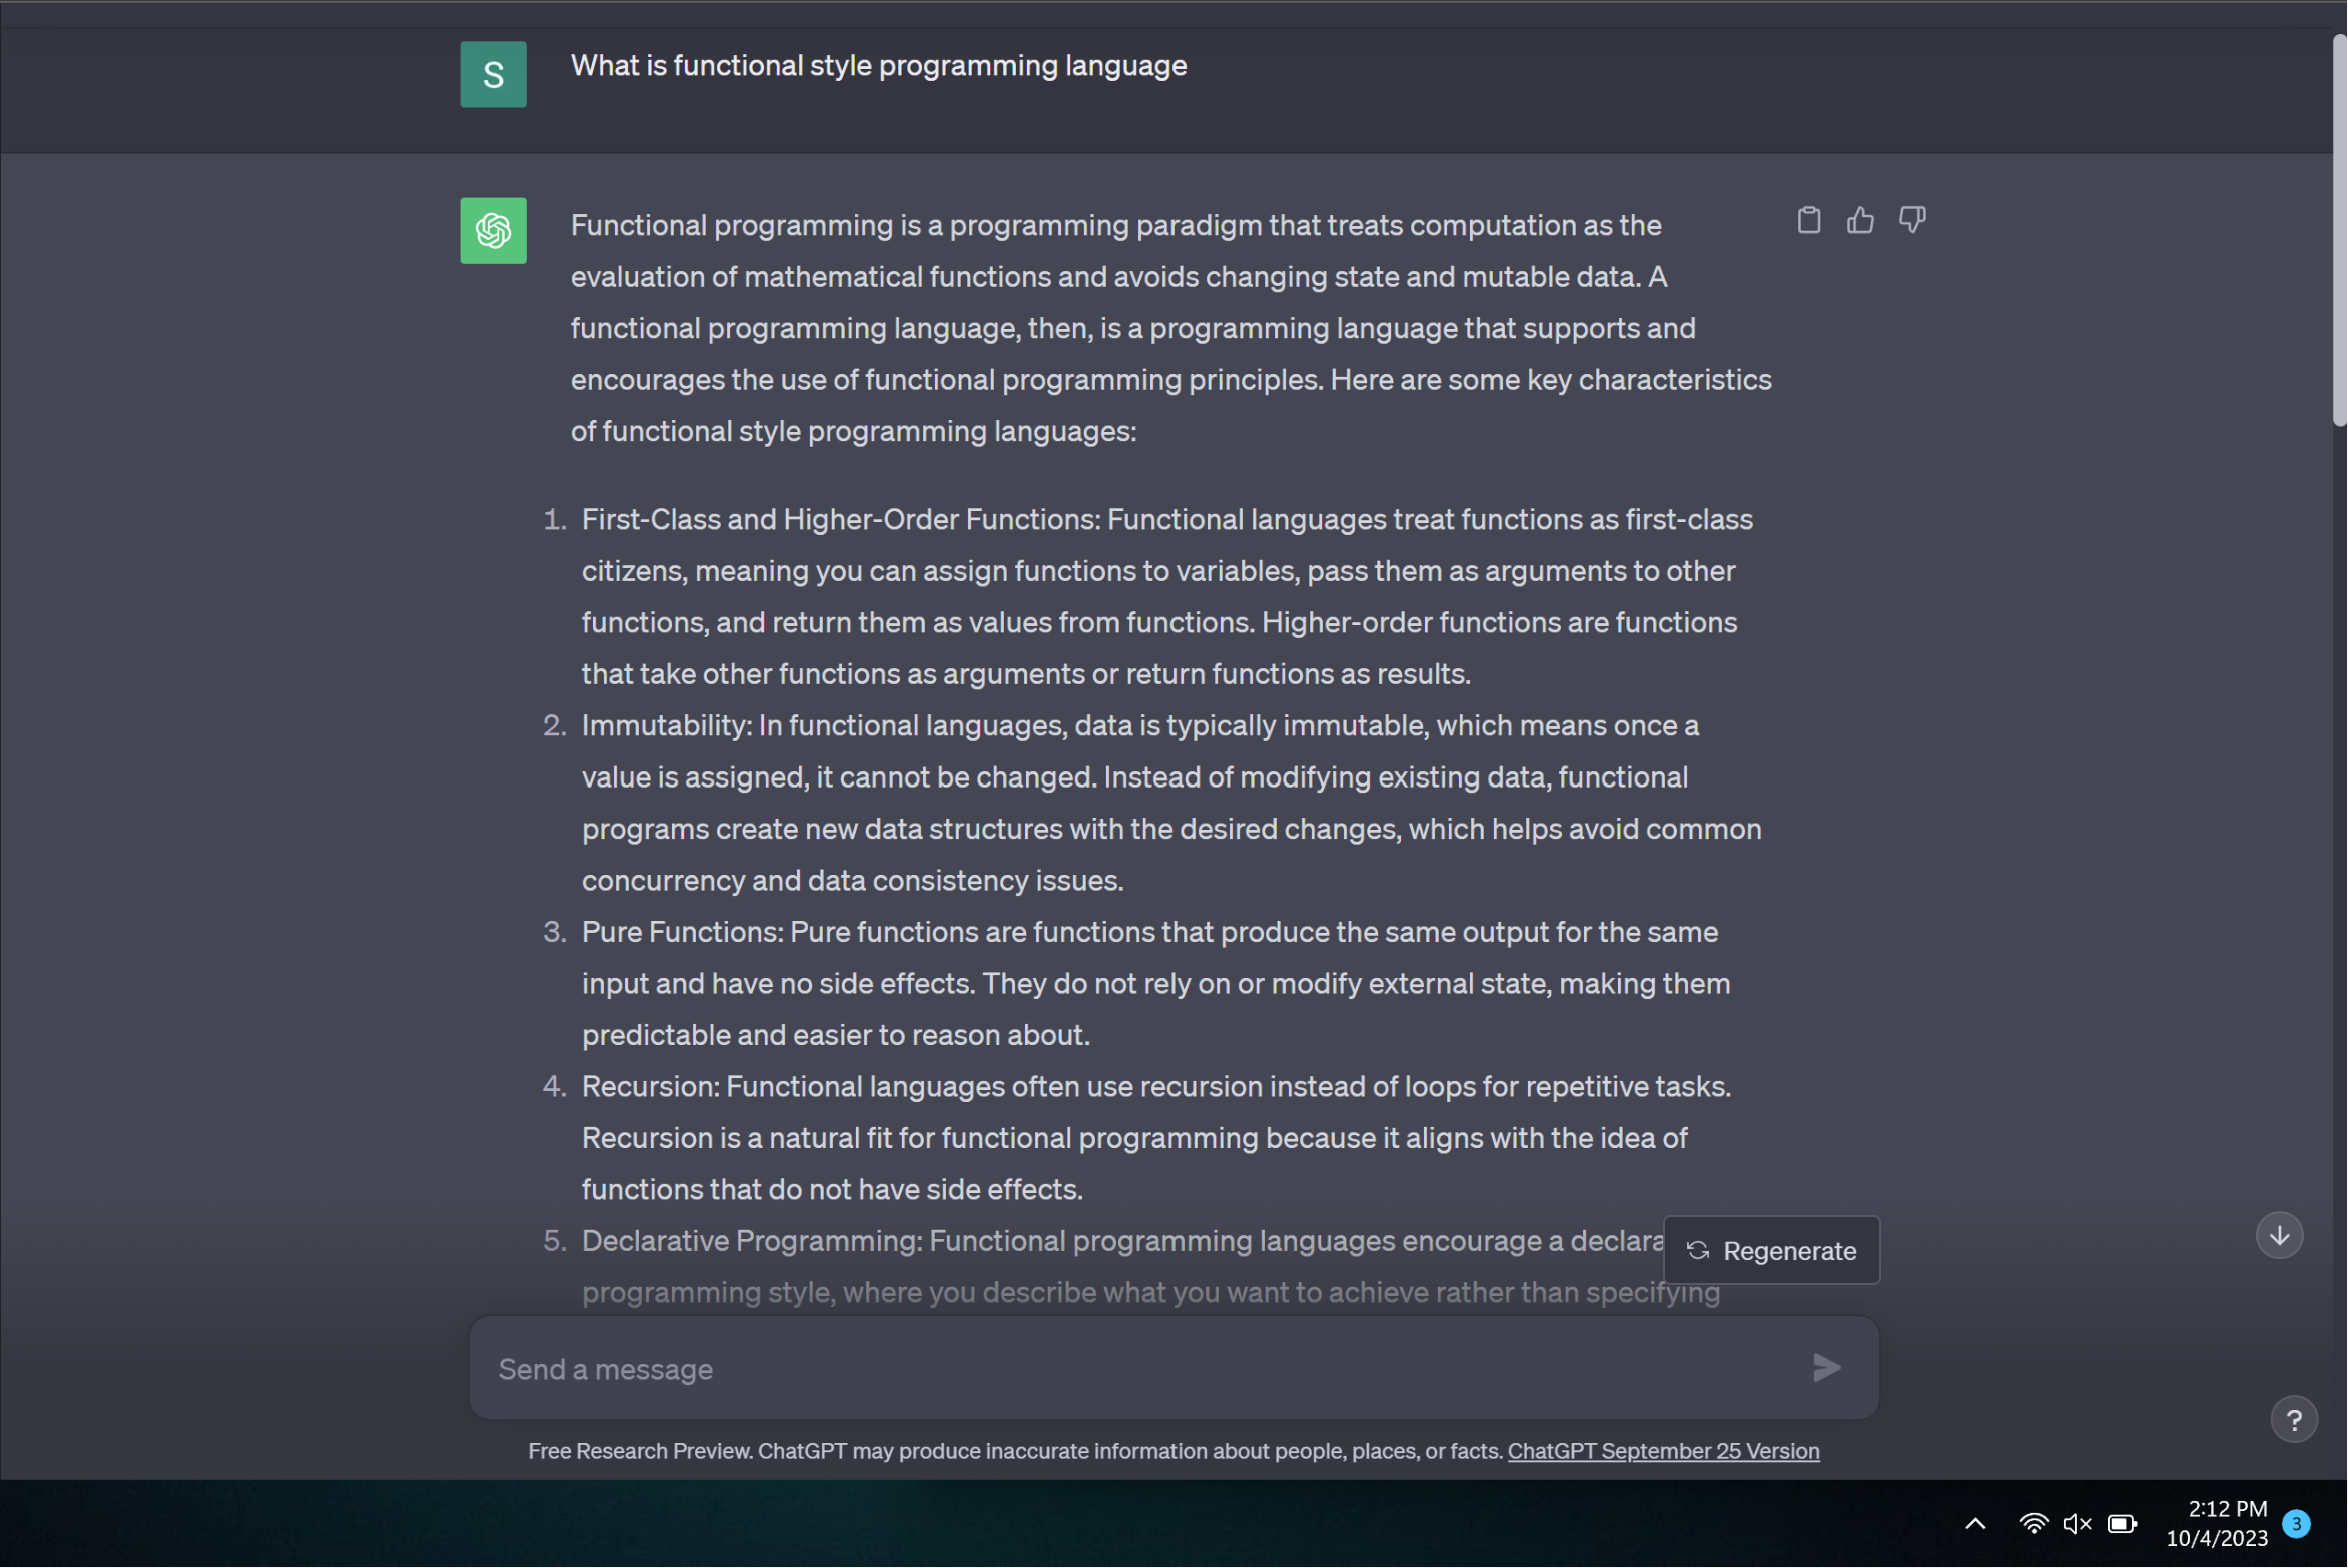 S
What is functional style programming language
Functional programming is a programming paradigm that treats computation as the
evaluation of mathematical functions and avoids changing state and mutable data. A
functional programming language, then, is a programming language that supports and
encourages the use of functional programming principles. Here are some key characteristics
of functional style programming languages:
1. First-Class and Higher-Order Functions: Functional languages treat functions as first-class
citizens, meaning you can assign functions to variables, pass them as arguments to other
functions, and return them as values from functions. Higher-order functions are functions
that take other functions as arguments or return functions as results.
2. Immutability: In functional languages, data is typically immutable, which means once a
value is assigned, it cannot be changed. Instead of modifying existing data, functional
programs create new data structures with the desired changes, which helps avoid common
concurrency and data consistency issues.
3. Pure Functions: Pure functions are functions that produce the same output for the same
input and have no side effects. They do not rely on or modify external state, making them
predictable and easier to reason about.
4. Recursion: Functional languages often use recursion instead of loops for repetitive tasks.
Recursion is a natural fit for functional programming because it aligns with the idea of
functions that do not have side effects.
5. Declarative Programming: Functional programming languages encourage a declara
Regenerate
programming style, where you describe what you want to achieve rather than specifying
Send a message
?
Free Research Preview. ChatGPT may produce inaccurate information about people, places, or facts. ChatGPT September 25 Version
2:12 PM
10/4/2023
3